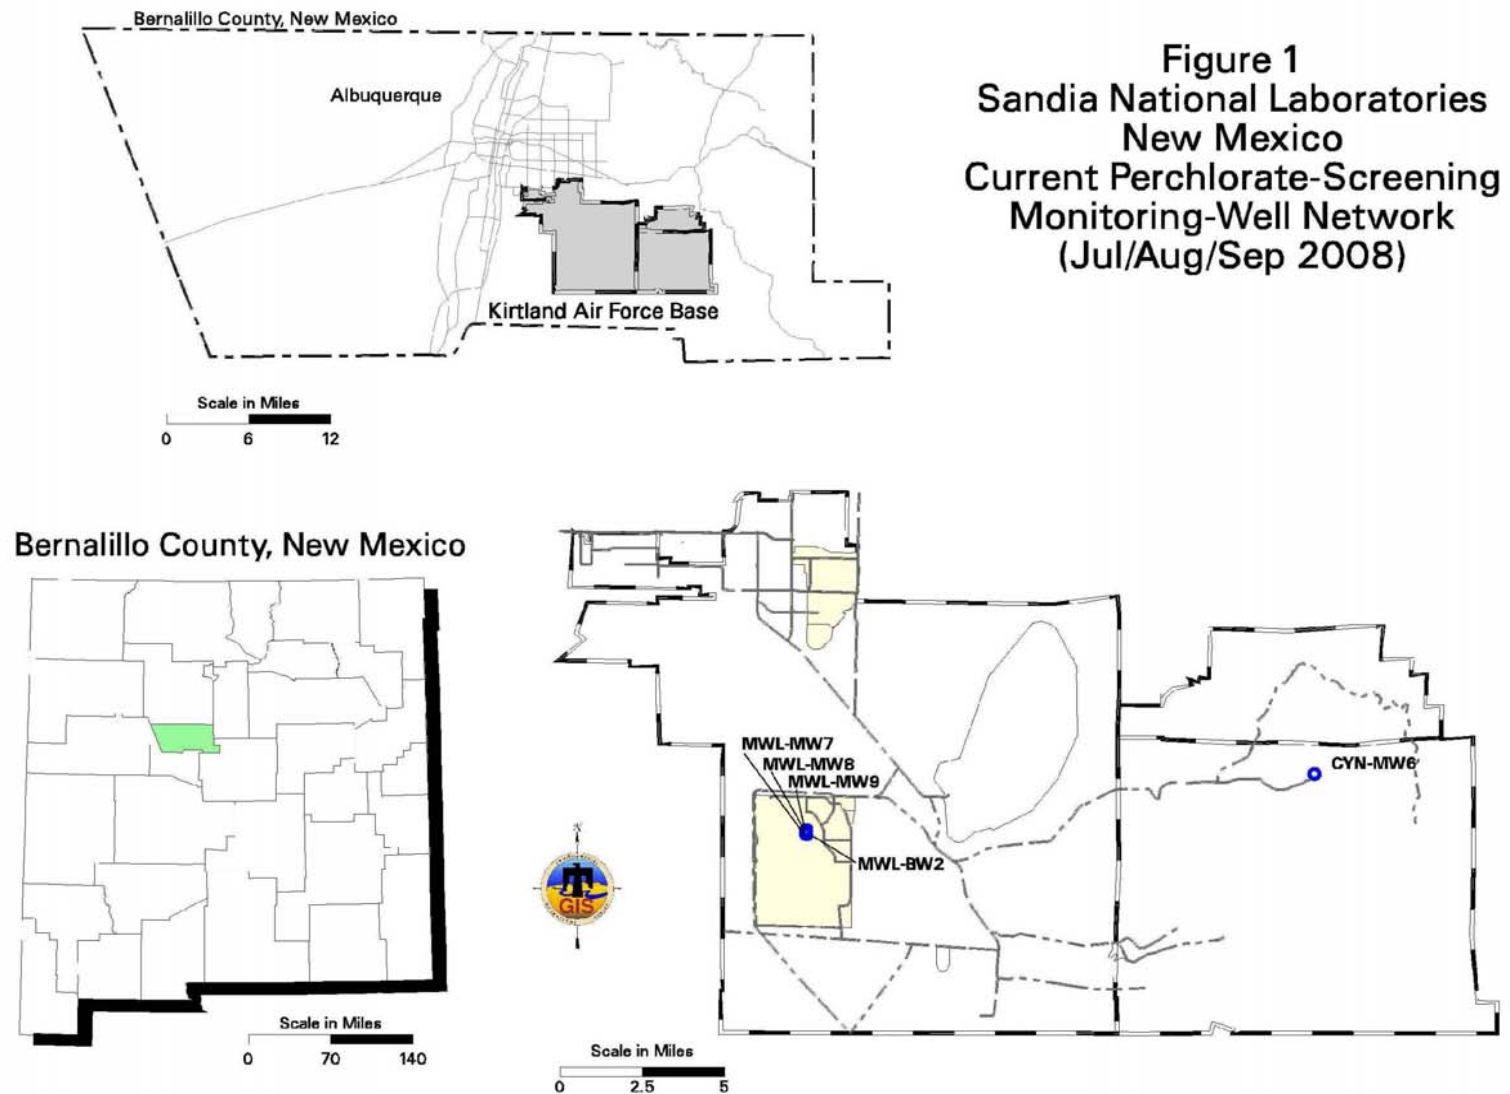 Bernalillo County, New Mexico
Albuquerque
Kirtland Air Force Base
Scale in Miles
0 6 12
Figure 1
Sandia National Laboratories
New Mexico
Current Perchlorate-Screening
Monitoring-Well Network
(Jul/Aug/Sep 2008)
Bernalillo County, New Mexico
Scale in Miles
0 70 140
MWL-MW7
MWL-MW8
MWL-MW9
MWL-BW2
CYN-MW6
GIS
Scale in Miles
0 2.5 5